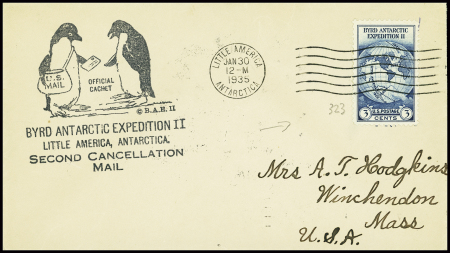 U.S.
MAIL
OFFICIAL
CACHET
© B.A.E. II
BYRD ANTARCTIC EXPEDITION II
LITTLE AMERICA, ANTARCTICA.
SECOND CANCELLATION
MAIL
LITTLE AMERICA
JAN 30
12-M
1935
ANTARCTICA
BYRD ANTARCTIC
EXPEDITION II
3 U.S. POSTAGE 3
CENTS
323
Mrs A. T. Hodgkins
Winchendon
Mass
U.S.A.